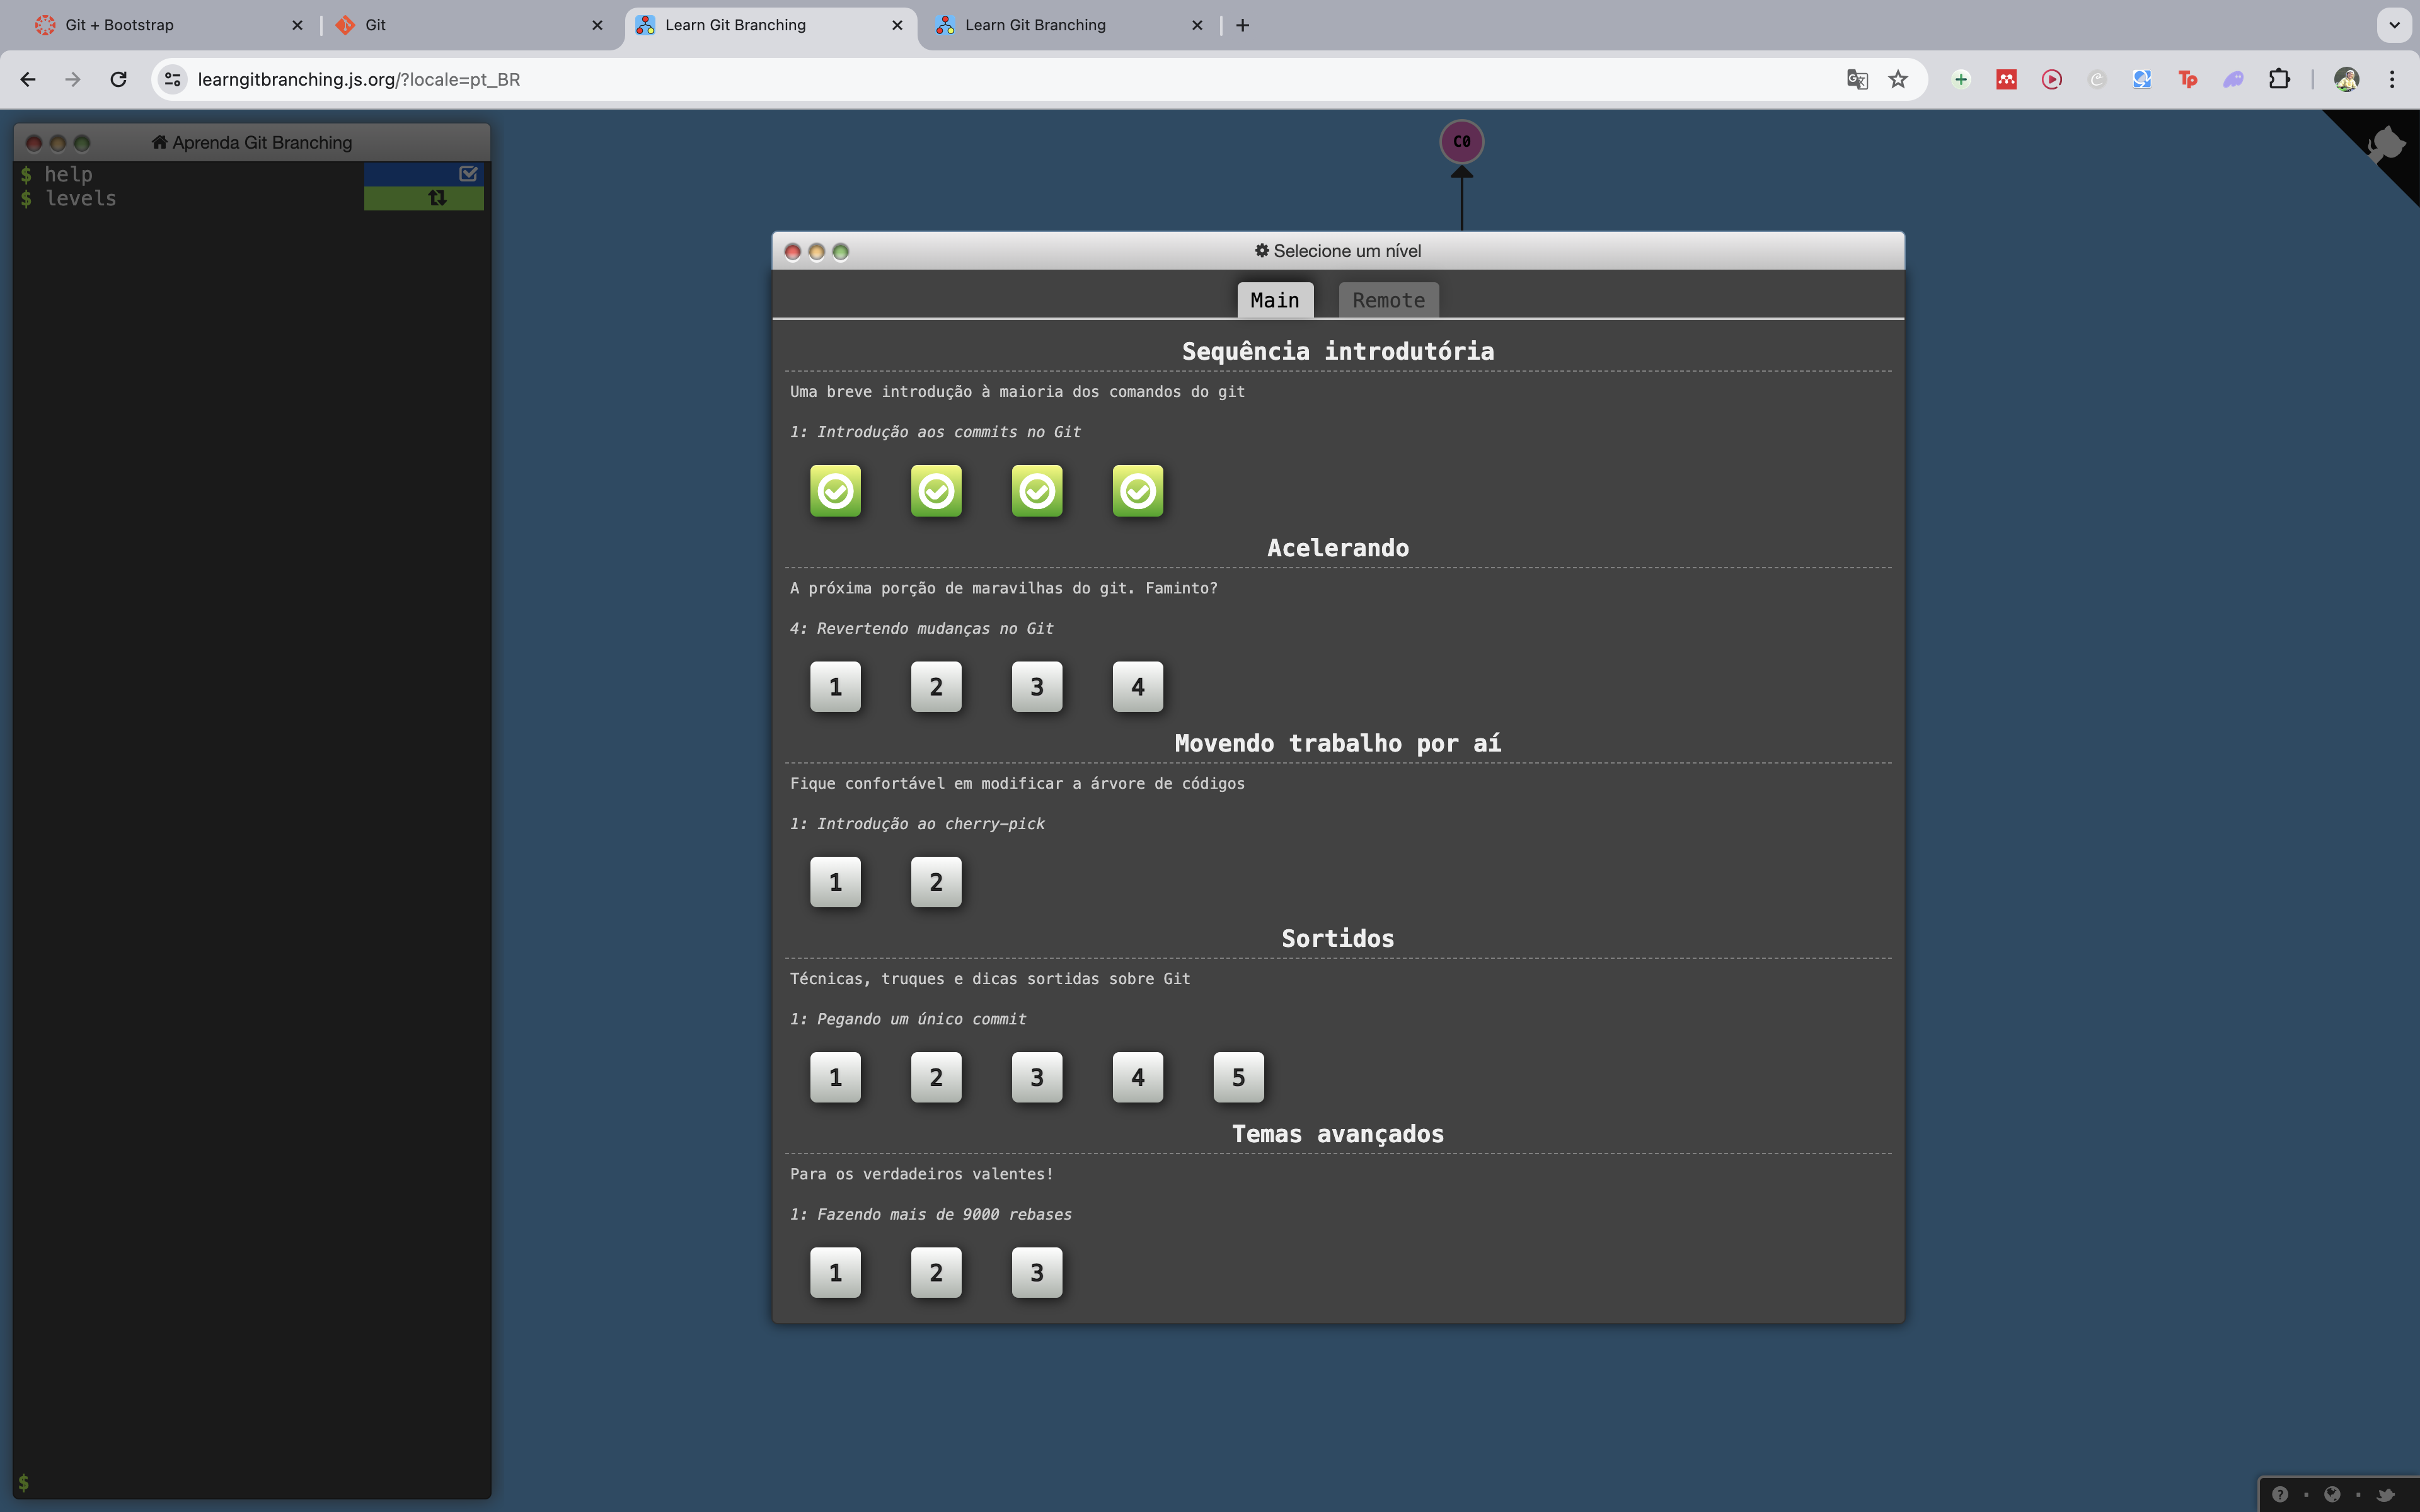 Git + Bootstrap
Git
Learn Git Branching
Learn Git Branching
learngitbranching.js.org/?locale=pt_BR
Tp
Aprenda Git Branching
$ help
$ levels
$
C0
Selecione um nível
Main
Remote
Sequência introdutória
Uma breve introdução à maioria dos comandos do git
1: Introdução aos commits no Git
Acelerando
A próxima porção de maravilhas do git. Faminto?
4: Revertendo mudanças no Git
1 2 3 4
Movendo trabalho por aí
Fique confortável em modificar a árvore de códigos
1: Introdução ao cherry-pick
1 2
Sortidos
Técnicas, truques e dicas sortidas sobre Git
1: Pegando um único commit
1 2 3 4 5
Temas avançados
Para os verdadeiros valentes!
1: Fazendo mais de 9000 rebases
1 2 3